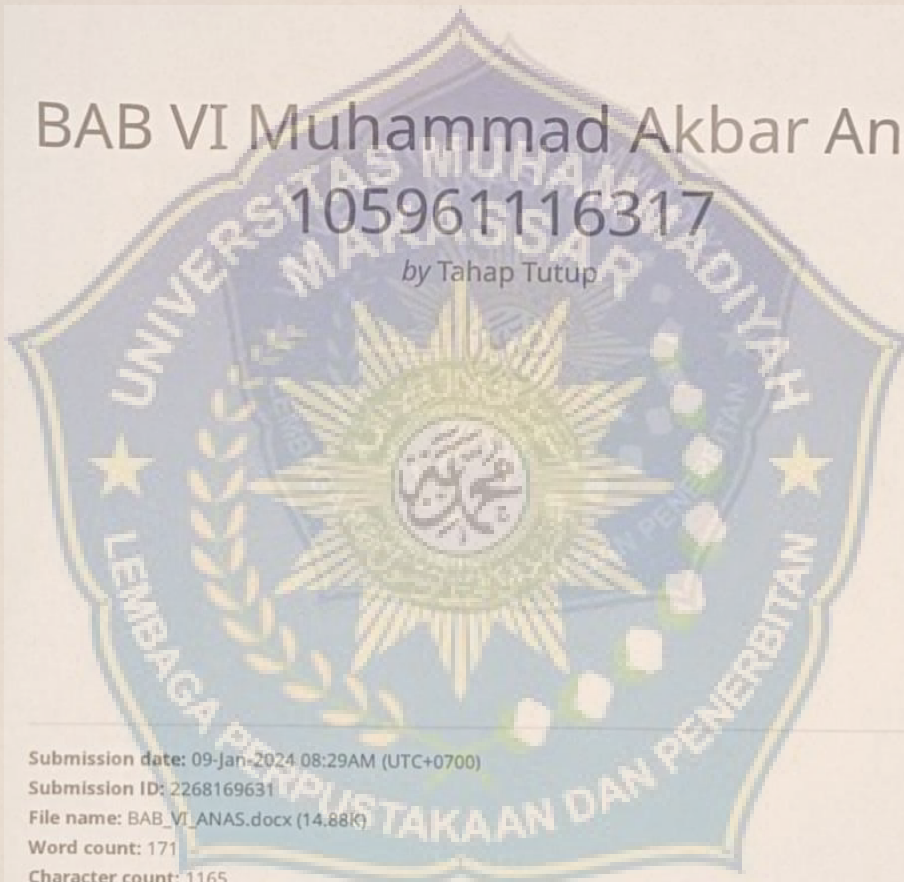 BAB VI Muhammad Akbar An
105961116317
by Tahap Tutup
UNIVERSITAS MUHAMMADIYAH
MAKASSAR
LEMBAGA PERPUSTAKAAN DAN PENERBITAN
Submission date: 09-Jan-2024 08:29AM (UTC+0700)
Submission ID: 2268169631
File name: BAB_VI_ANAS.docx (14.88K)
Word count: 171
Character count: 1165